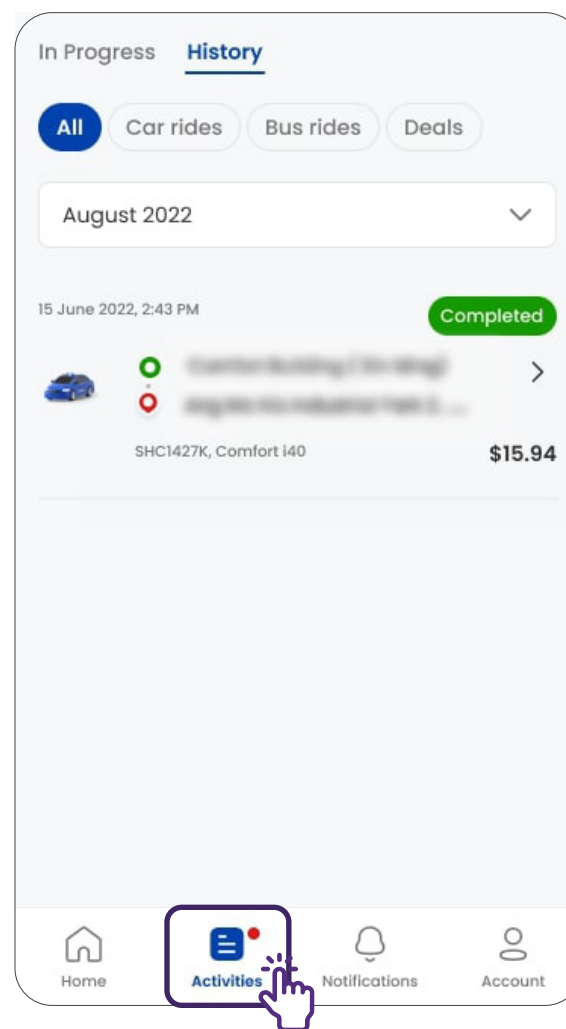 In Progress History
All Car rides Bus rides Deals
August 2022
15 June 2022, 2:43 PM Completed
SHC1427K, Comfort i40 $15.94
Home Activities Notifications Account